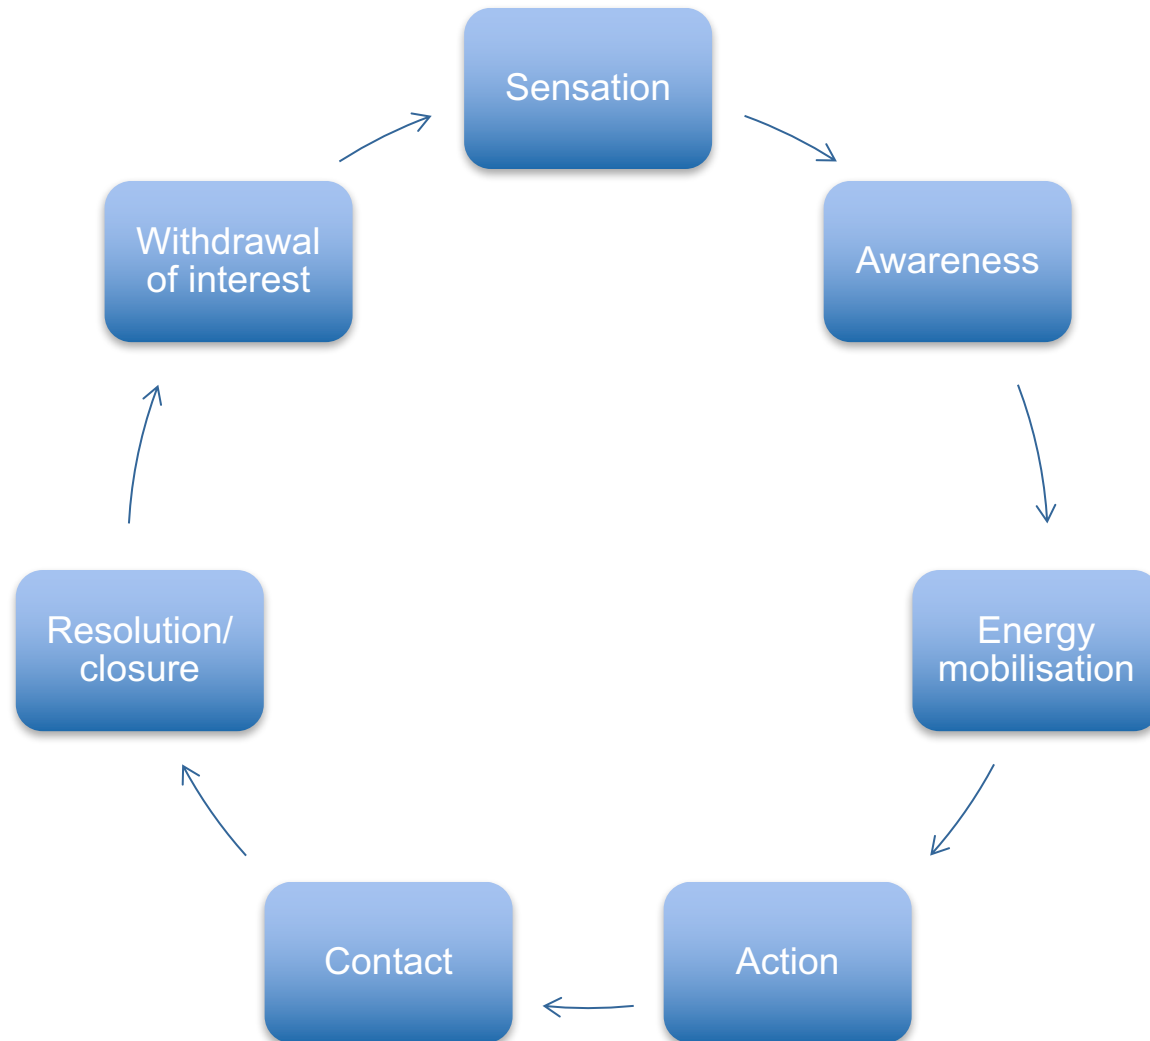 Sensation
Awareness
Energy
mobilisation
Action
Contact
Resolution/
closure
Withdrawal
of interest